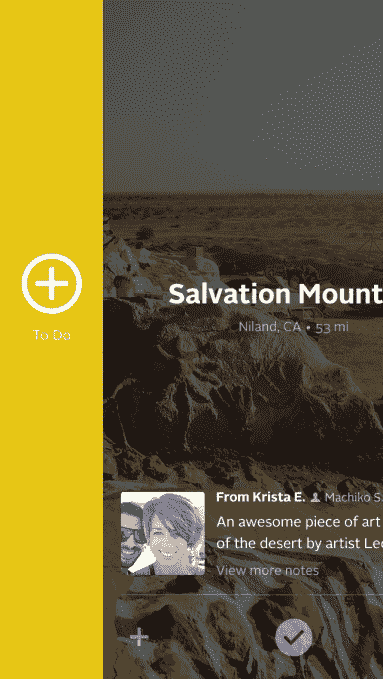 To Do
Salvation Mount
Niland, CA • 53 mi
From Krista E. Machiko S.
An awesome piece of art
of the desert by artist Leo
View more notes